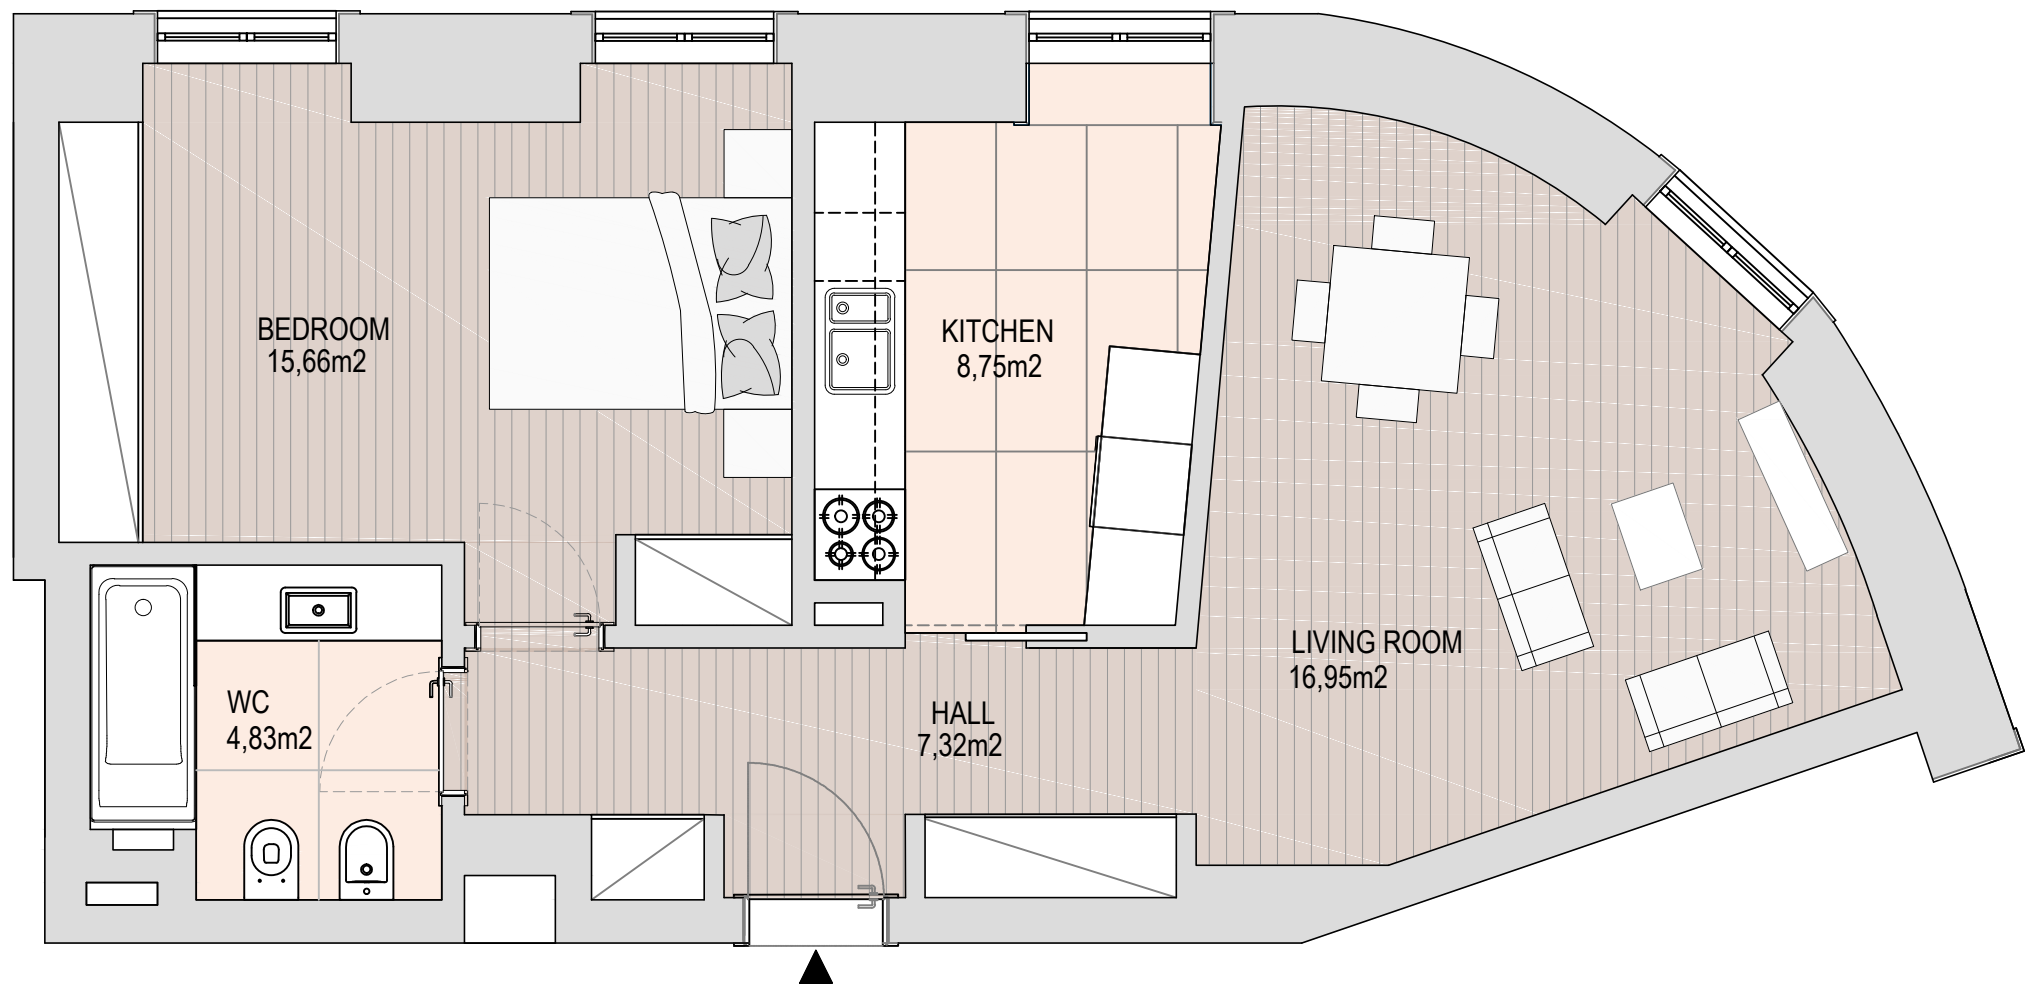 BEDROOM
15,66m2
KITCHEN
8,75m2
LIVING ROOM
16,95m2
WC
4,83m2
HALL
7,32m2